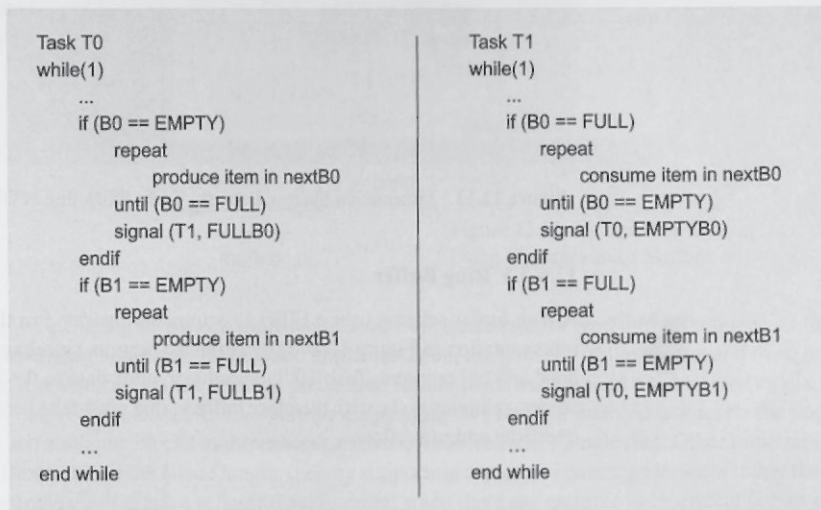 Task T0
while(1)
...
if (B0 == EMPTY)
repeat
produce item in nextB0
until (B0 == FULL)
signal (T1, FULLB0)
endif
if (B1 == EMPTY)
repeat
produce item in nextB1
until (B1 == FULL)
signal (T1, FULLB1)
endif
...
end while
Task T1
while(1)
...
if (B0 == FULL)
repeat
consume item in nextB0
until (B0 == EMPTY)
signal (T0, EMPTYB0)
endif
if (B1 == FULL)
repeat
consume item in nextB1
until (B1 == EMPTY)
signal (T0, EMPTYB1)
endif
...
end while